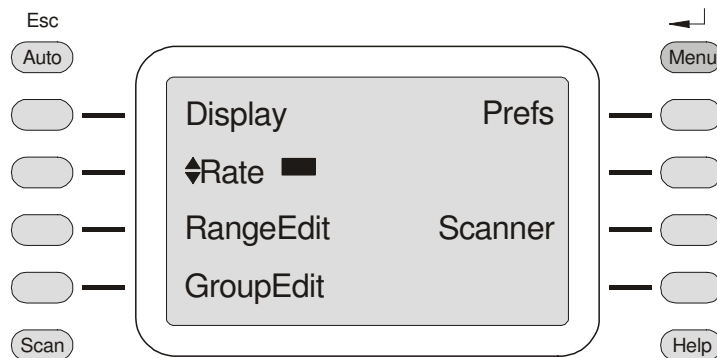 Esc
Auto Menu
Display Prefs
Rate
RangeEdit Scanner
GroupEdit
Scan Help